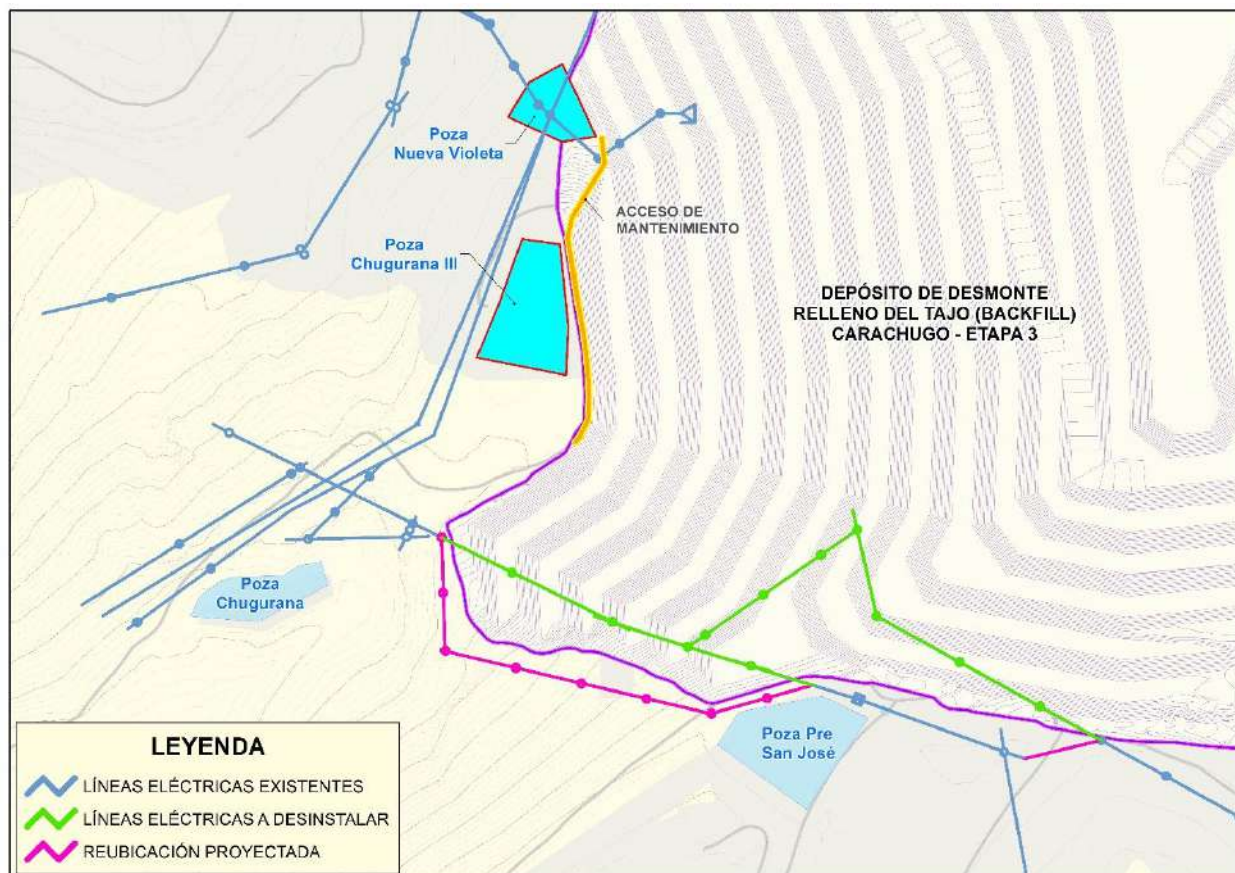 Poza
Nueva Violeta
ACCESO DE
MANTENIMIENTO
Poza
Chugurana III
DEPÓSITO DE DESMONTE
RELLENO DEL TAJO (BACKFILL)
CARACHUGO - ETAPA 3
Poza
Chugurana
Poza Pre
San José
LEYENDA
LÍNEAS ELÉCTRICAS EXISTENTES
LÍNEAS ELÉCTRICAS A DESINSTALAR
REUBICACIÓN PROYECTADA